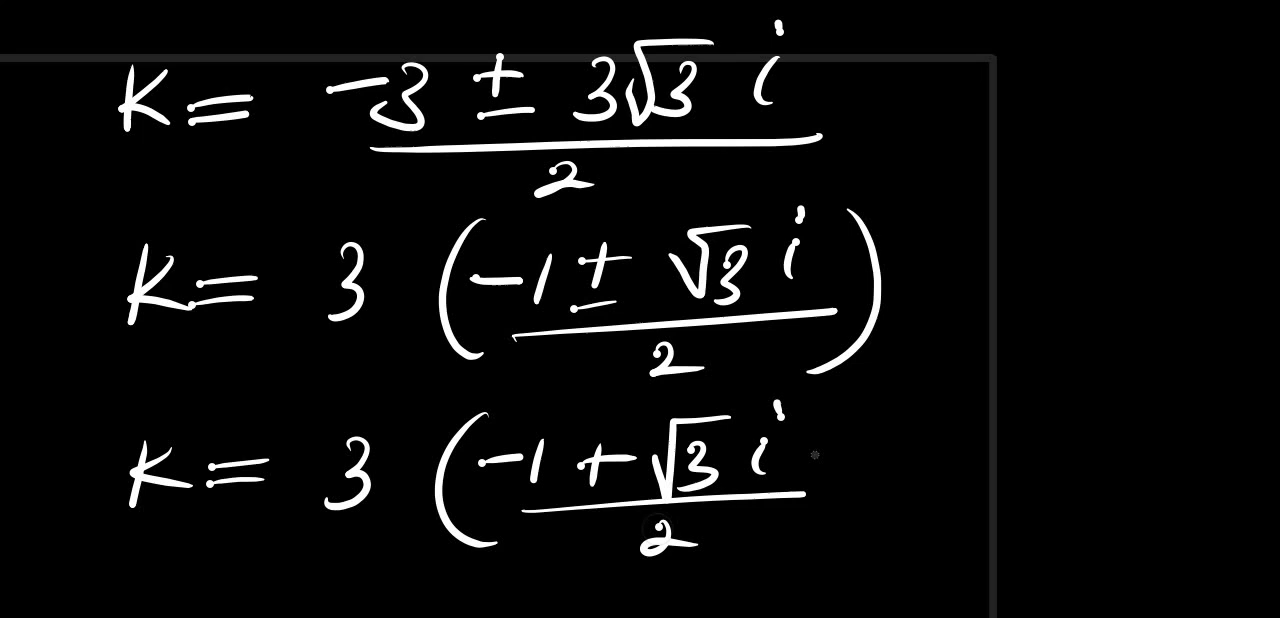 K = (-3 ± 3√3 i) / 2
K = 3 ((-1 ± √3 i) / 2)
K = 3 ((-1 + √3 i) / 2